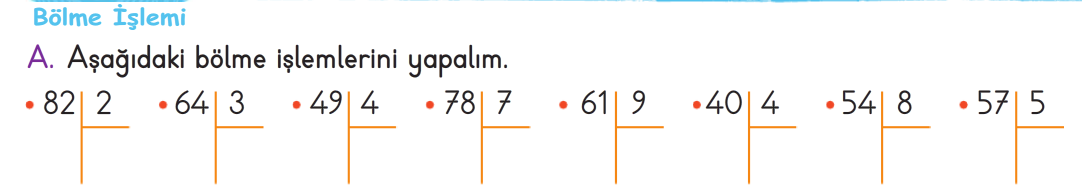 Bölme İşlemi
A. Aşağıdaki bölme işlemlerini yapalım.
• 82 2 • 64 3 • 49 4 • 78 7 • 61 9 • 40 4 • 54 8 • 57 5